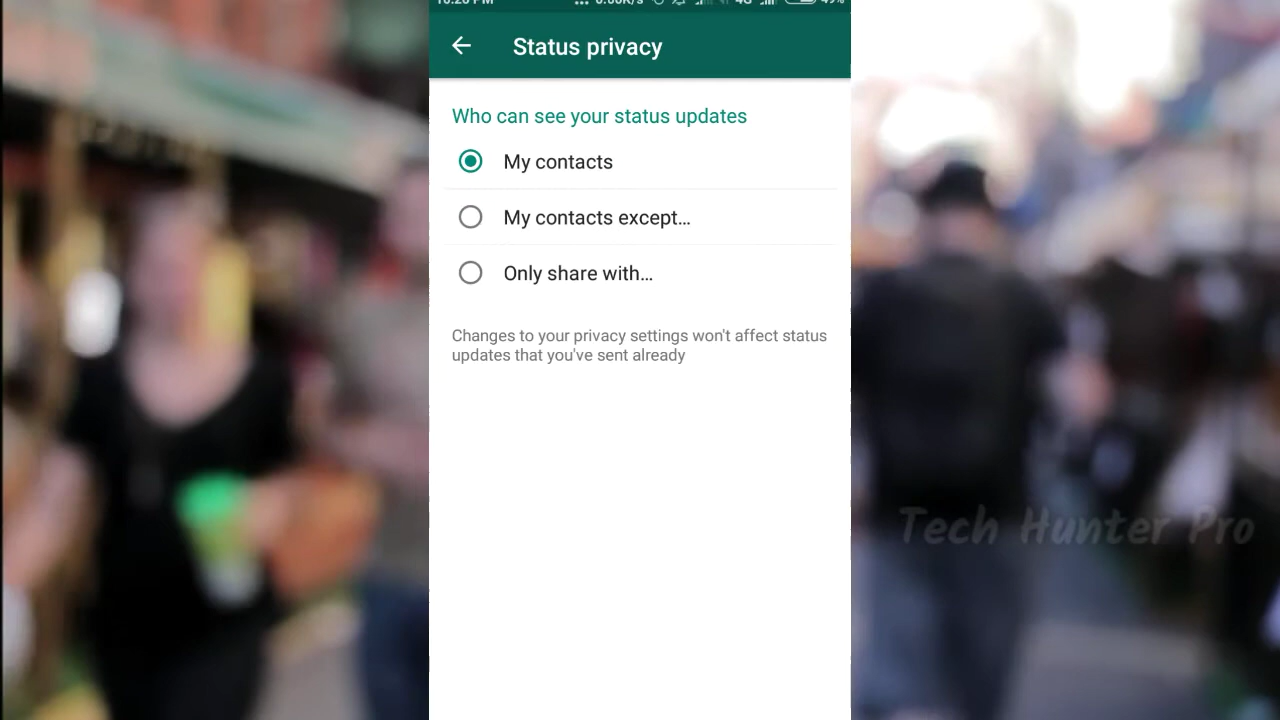 Status privacy
Who can see your status updates
My contacts
My contacts except...
Only share with...
Changes to your privacy settings won't affect status
updates that you've sent already
Tech Hunter Pro